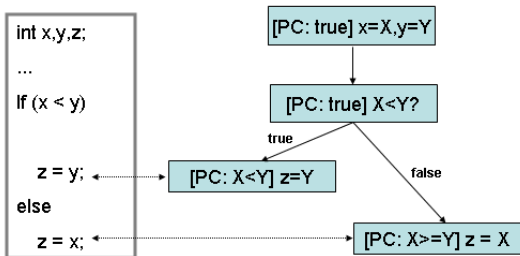 int x,y,z;
...
If (x < y)
z = y;
else
z = x;
[PC: true] x=X,y=Y
[PC: true] X<Y?
true
false
[PC: X<Y] z=Y
[PC: X>=Y] z = X